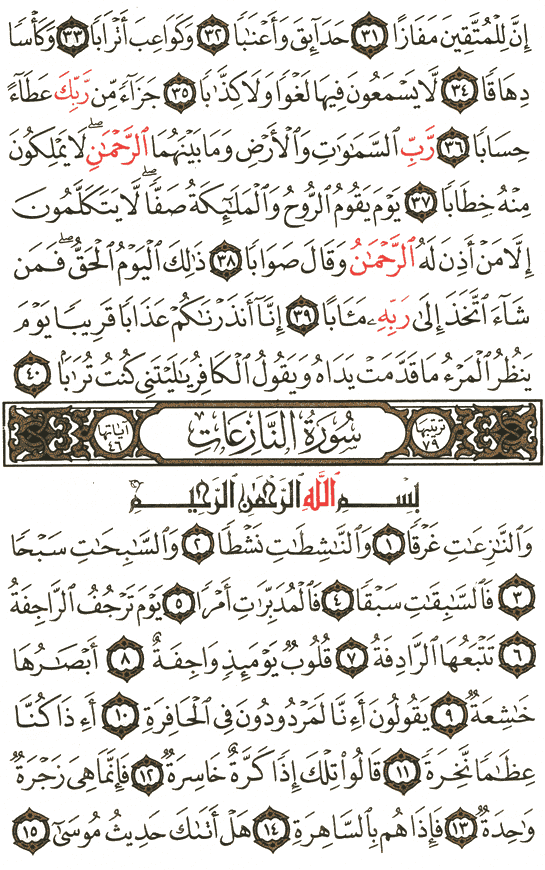 إِنَّ لِلْمُتَّقِينَ مَفَازًا ٣١ حَدَآئِقَ وَأَعْنَٰبًا ٣٢ وَكَوَاعِبَ أَتْرَابًا ٣٣ وَكَأْسًا
دِهَاقًا ٣٤ لَّا يَسْمَعُونَ فِيهَا لَغْوًا وَلَا كِذَّٰبًا ٣٥ جَزَآءً مِّن رَّبِّكَ عَطَآءً
حِسَابًا ٣٦ رَّبِّ ٱلسَّمَٰوَٰتِ وَٱلْأَرْضِ وَمَا بَيْنَهُمَا ٱلرَّحْمَٰنِ ۖ لَا يَمْلِكُونَ
مِنْهُ خِطَابًا ٣٧ يَوْمَ يَقُومُ ٱلرُّوحُ وَٱلْمَلَٰٓئِكَةُ صَفًّا ۖ لَّا يَتَكَلَّمُونَ
إِلَّا مَنْ أَذِنَ لَهُ ٱلرَّحْمَٰنُ وَقَالَ صَوَابًا ٣٨ ذَٰلِكَ ٱلْيَوْمُ ٱلْحَقُّ ۖ فَمَن
شَآءَ ٱتَّخَذَ إِلَىٰ رَبِّهِۦ مَـَٔابًا ٣٩ إِنَّآ أَنذَرْنَٰكُمْ عَذَابًا قَرِيبًا يَوْمَ
يَنظُرُ ٱلْمَرْءُ مَا قَدَّمَتْ يَدَاهُ وَيَقُولُ ٱلْكَافِرُ يَٰلَيْتَنِى كُنتُ تُرَٰبًۢا ٤٠
ترتيبها ٧٩ سُورَةُ النَّازِعَاتِ آياتها ٤٦
بِسْمِ ٱللَّهِ ٱلرَّحْمَٰنِ ٱلرَّحِيمِ
وَٱلنَّٰزِعَٰتِ غَرْقًا ١ وَٱلنَّٰشِطَٰتِ نَشْطًا ٢ وَٱلسَّٰبِحَٰتِ سَبْحًا
٣ فَٱلسَّٰبِقَٰتِ سَبْقًا ٤ فَٱلْمُدَبِّرَٰتِ أَمْرًا ٥ يَوْمَ تَرْجُفُ ٱلرَّاجِفَةُ
٦ تَتْبَعُهَا ٱلرَّادِفَةُ ٧ قُلُوبٌ يَوْمَئِذٍ وَاجِفَةٌ ٨ أَبْصَٰرُهَا
خَٰشِعَةٌ ٩ يَقُولُونَ أَءِنَّا لَمَرْدُودُونَ فِى ٱلْحَافِرَةِ ١٠ أَءِذَا كُنَّا
عِظَٰمًا نَّخِرَةً ١١ قَالُوا۟ تِلْكَ إِذًا كَرَّةٌ خَاسِرَةٌ ١٢ فَإِنَّمَا هِىَ زَجْرَةٌ
وَٰحِدَةٌ ١٣ فَإِذَا هُم بِٱلسَّاهِرَةِ ١٤ هَلْ أَتَىٰكَ حَدِيثُ مُوسَىٰٓ ١٥